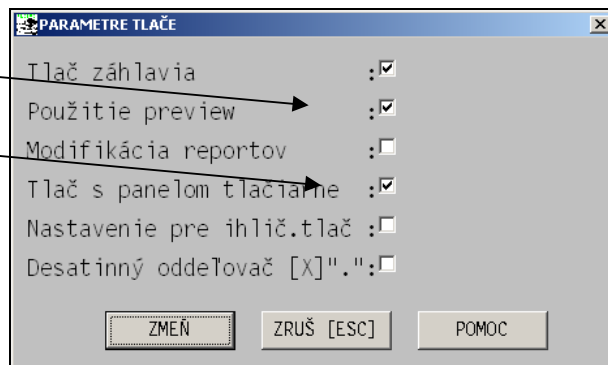 PARAMETRE TLAČE
Tlač záhlavia :
Použitie preview :
Modifikácia reportov :
Tlač s panelom tlačiarne :
Nastavenie pre ihlič.tlač :
Desatinný oddeľovač [X]".":
ZMEŇ ZRUŠ [ESC] POMOC